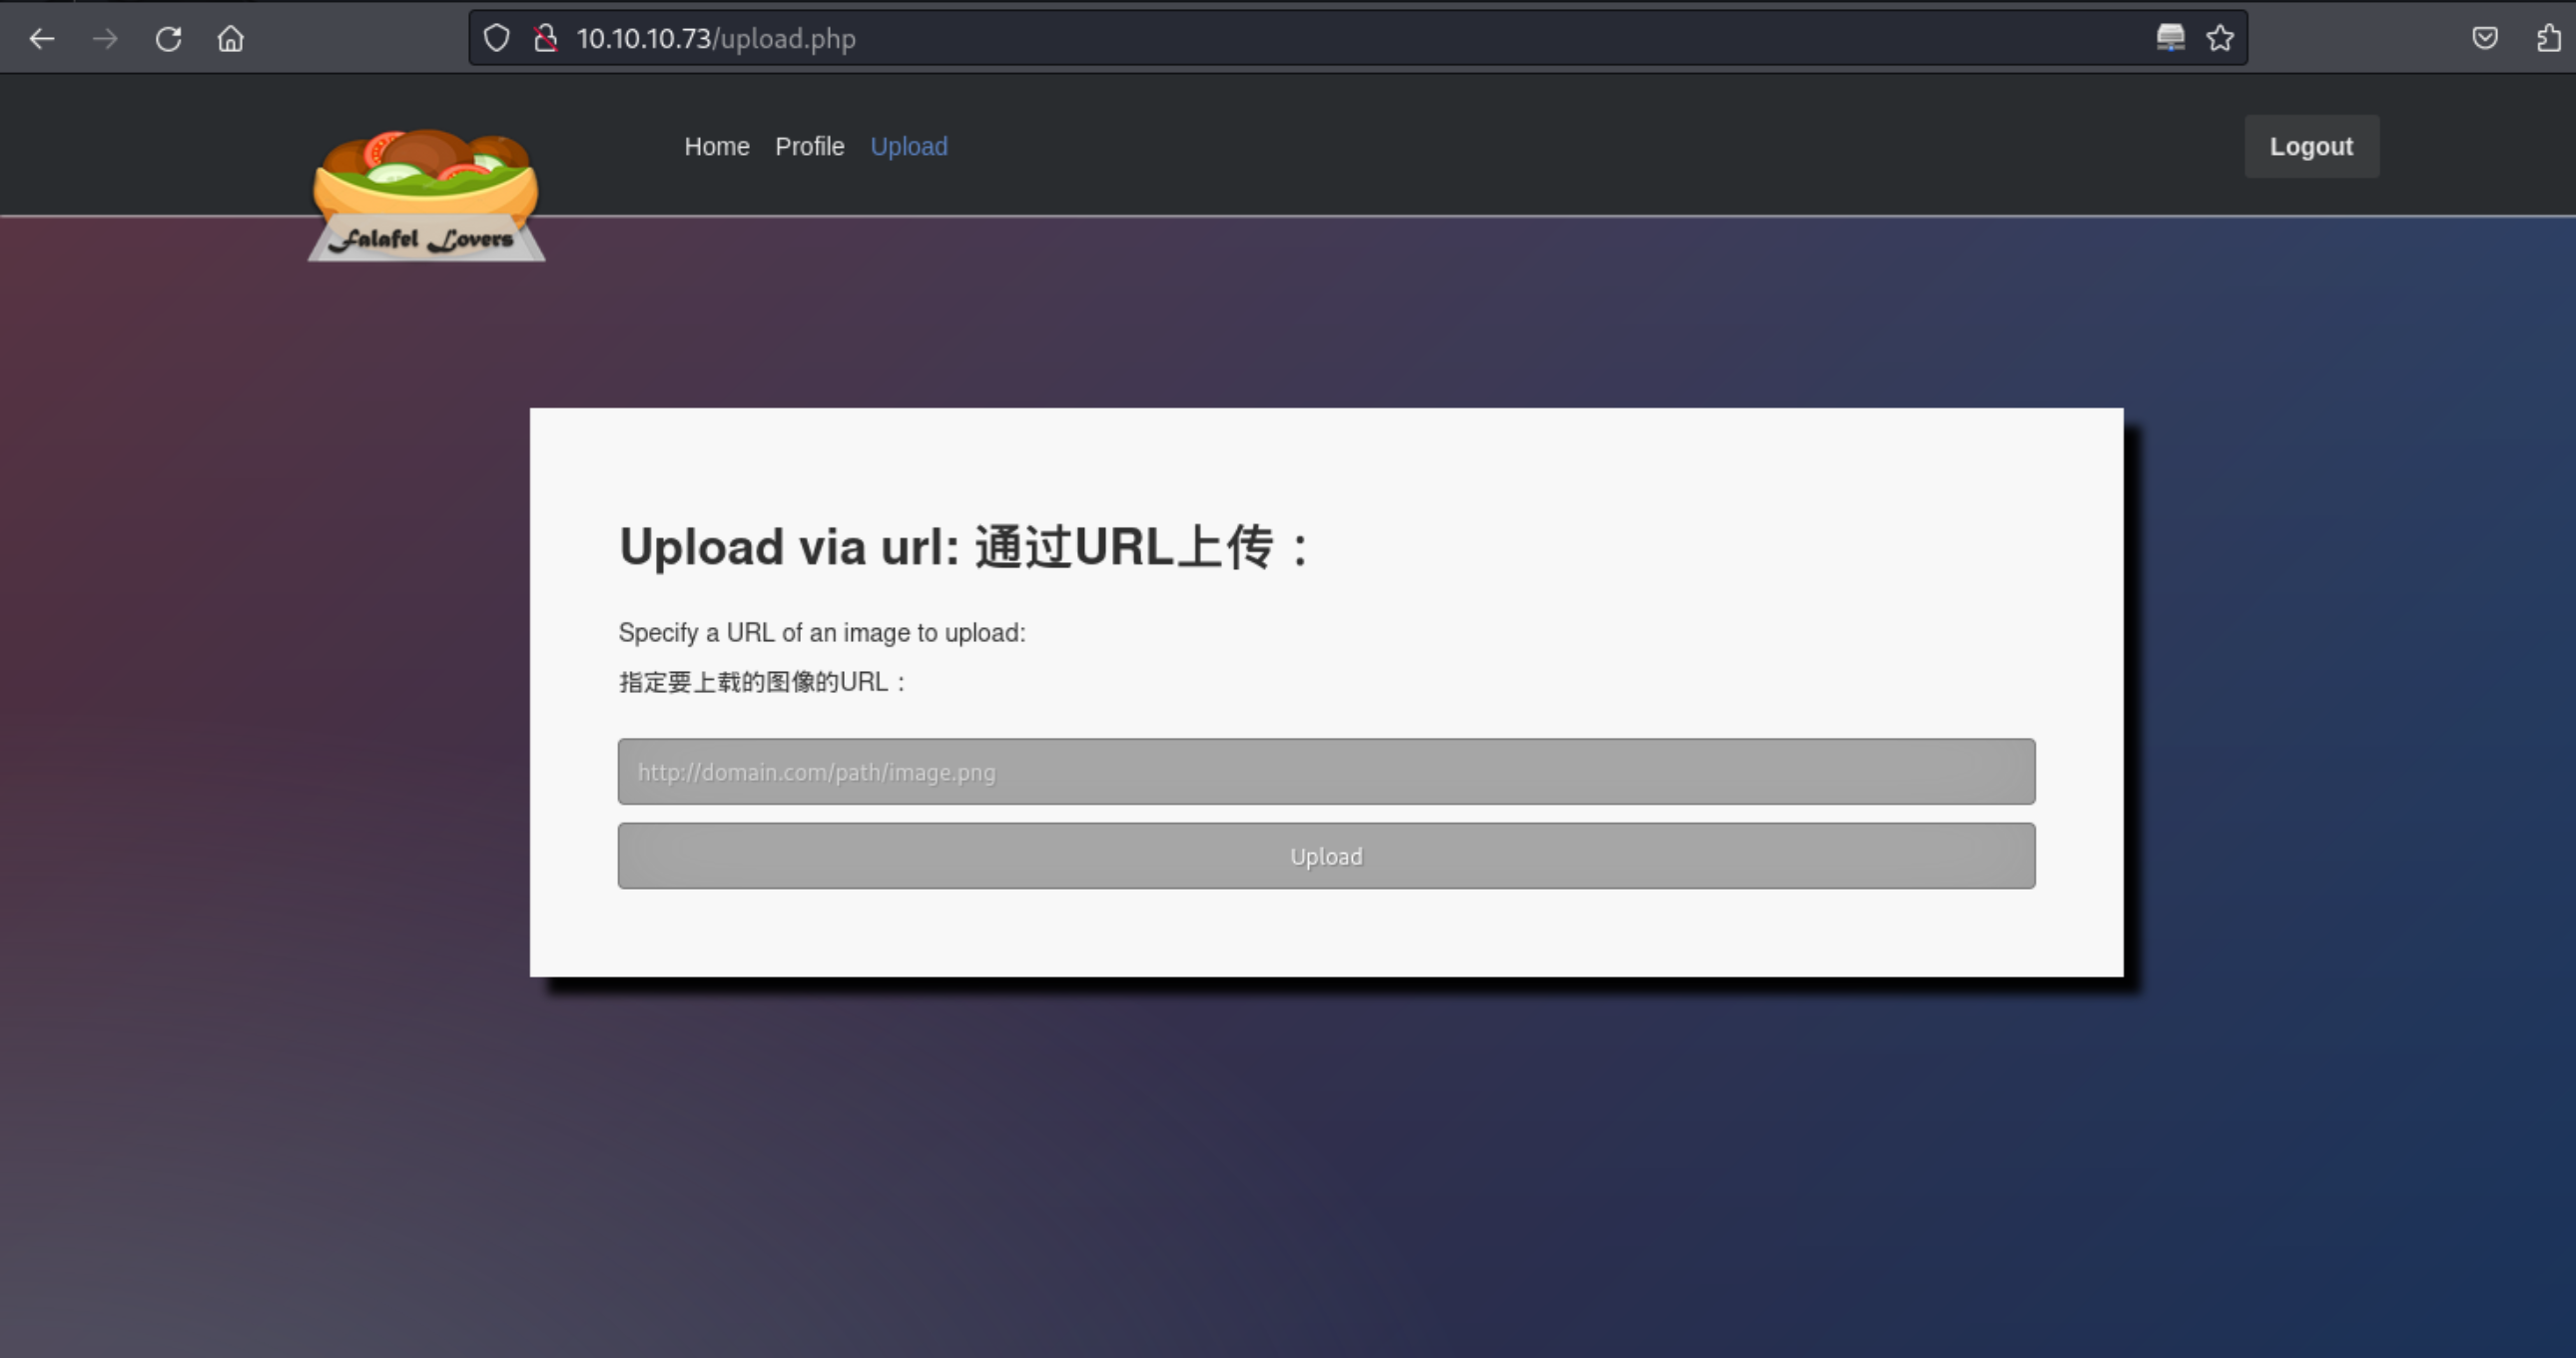 10.10.10.73/upload.php
Home Profile Upload
Logout
Falafel Lovers
Upload via url: 通过URL上传：
Specify a URL of an image to upload:
指定要上载的图像的URL：
http://domain.com/path/image.png
Upload